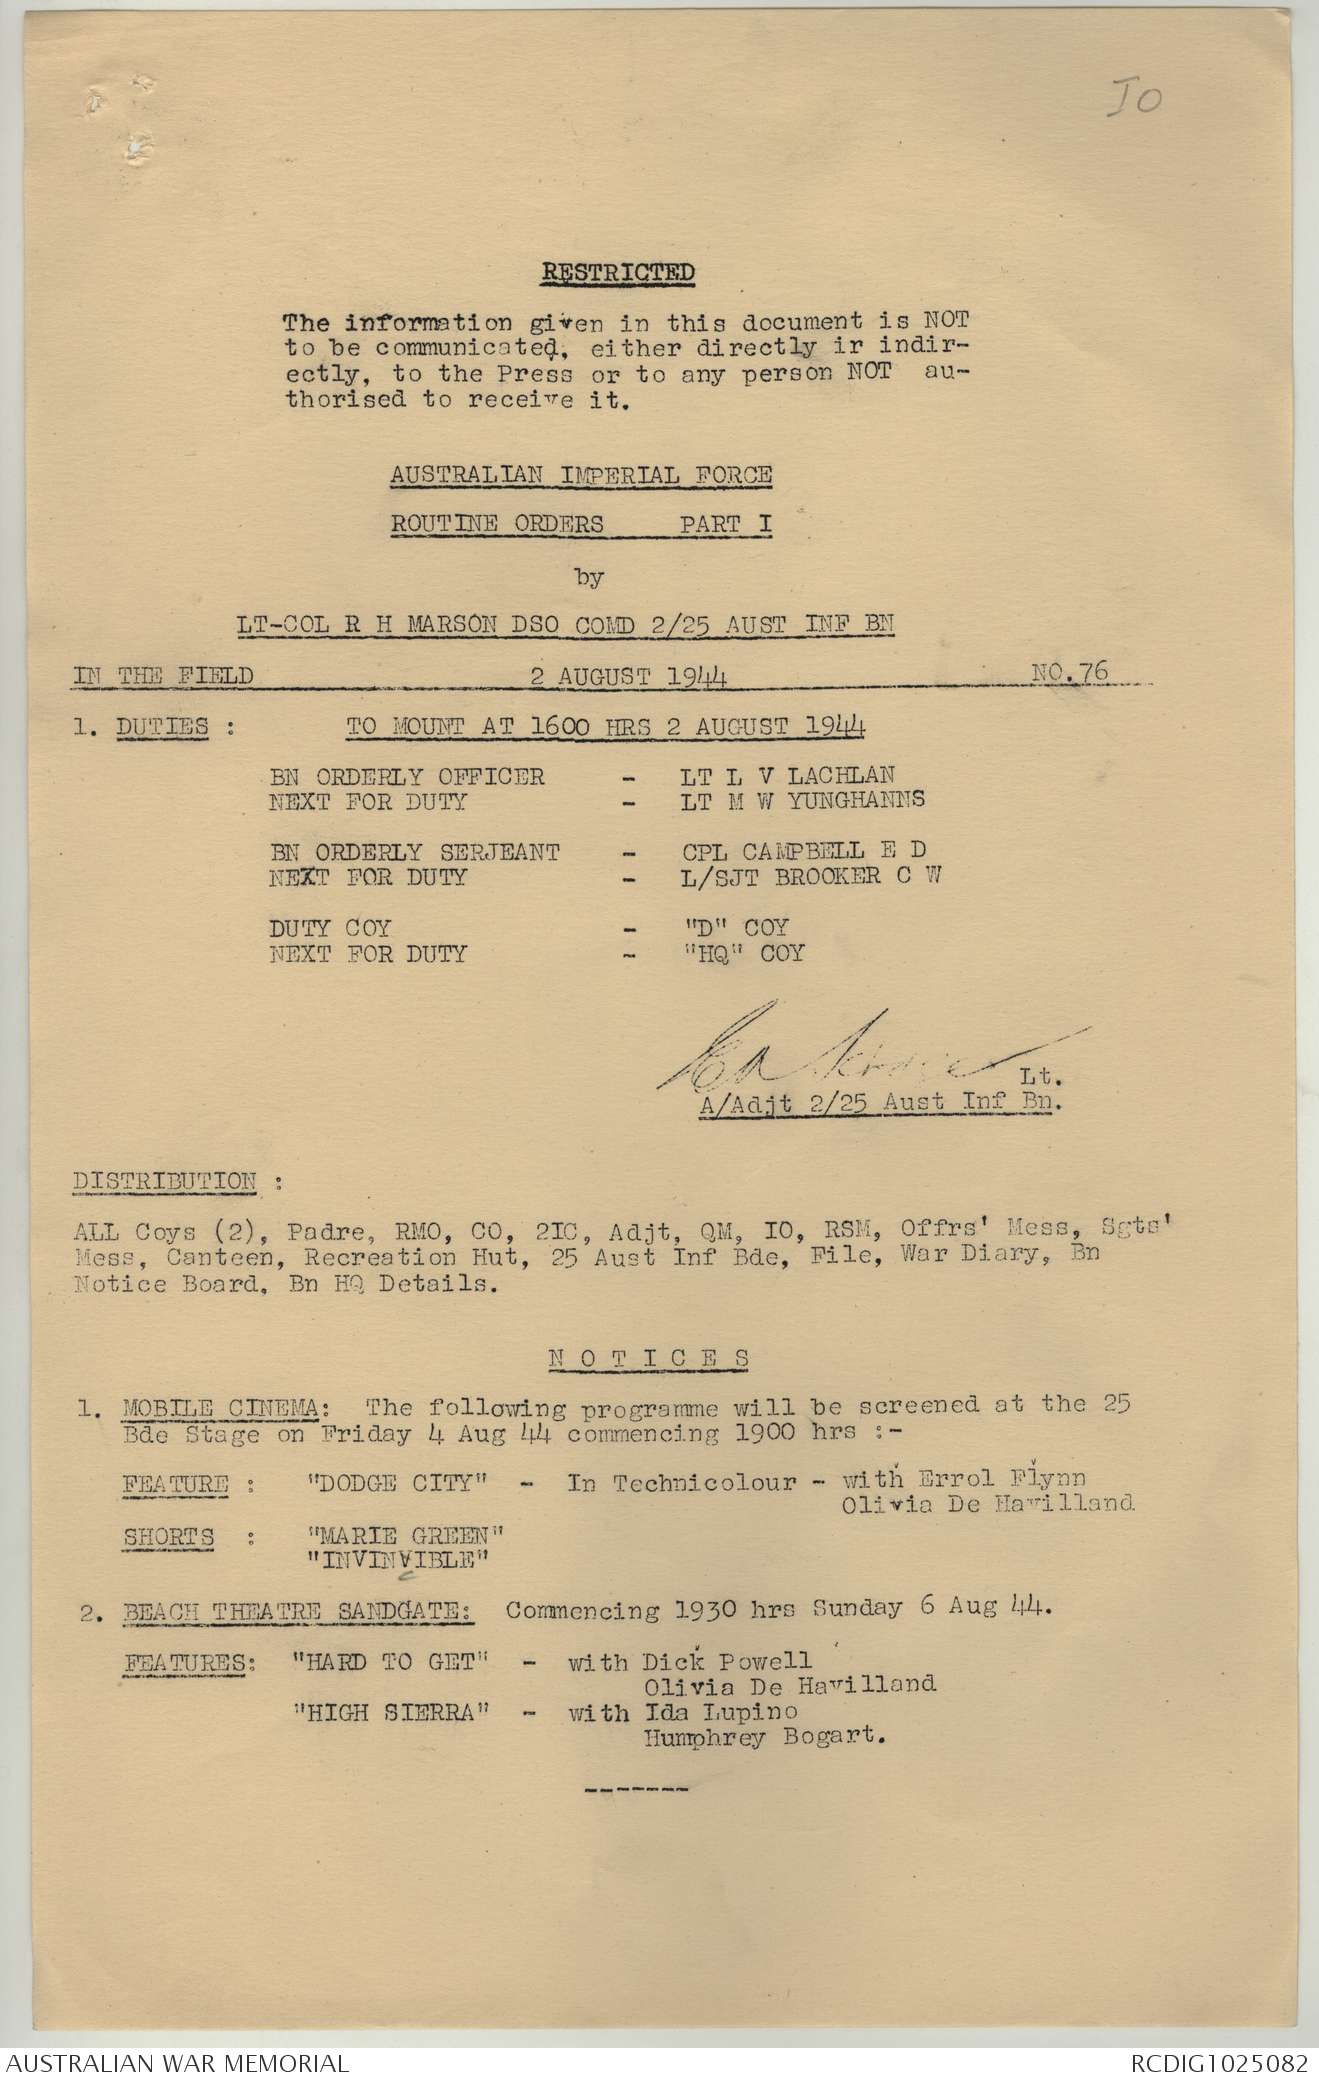 IO
RESTRICTED
The information given in this document is NOT
to be communicated, either directly ir indir-
ectly, to the Press or to any person NOT au-
thorised to receive it.
AUSTRALIAN IMPERIAL FORCE
ROUTINE ORDERS PART I
by
LT-COL R H MARSON DSO COMD 2/25 AUST INF BN
IN THE FIELD 2 AUGUST 1944 NO.76
1. DUTIES : TO MOUNT AT 1600 HRS 2 AUGUST 1944
BN ORDERLY OFFICER - LT L V LACHLAN
NEXT FOR DUTY - LT M W YUNGHANNS
BN ORDERLY SERJEANT - CPL CAMPBELL E D
NEXT FOR DUTY - L/SJT BROOKER C W
DUTY COY - "D" COY
NEXT FOR DUTY - "HQ" COY
Lt.
A/Adjt 2/25 Aust Inf Bn.
DISTRIBUTION :
ALL Coys (2), Padre, RMO, CO, 2IC, Adjt, QM, IO, RSM, Offrs' Mess, Sgts'
Mess, Canteen, Recreation Hut, 25 Aust Inf Bde, File, War Diary, Bn
Notice Board, Bn HQ Details.
N O T I C E S
1. MOBILE CINEMA: The following programme will be screened at the 25
Bde Stage on Friday 4 Aug 44 commencing 1900 hrs :-
FEATURE : "DODGE CITY" - In Technicolour - with Errol Flynn
Olivia De Havilland
SHORTS : "MARIE GREEN"
"INVINVIBLE"
c
2. BEACH THEATRE SANDGATE: Commencing 1930 hrs Sunday 6 Aug 44.
FEATURES: "HARD TO GET" - with Dick Powell
Olivia De Havilland
"HIGH SIERRA" - with Ida Lupino
Humphrey Bogart.
-------
AUSTRALIAN WAR MEMORIAL RCDIG1025082